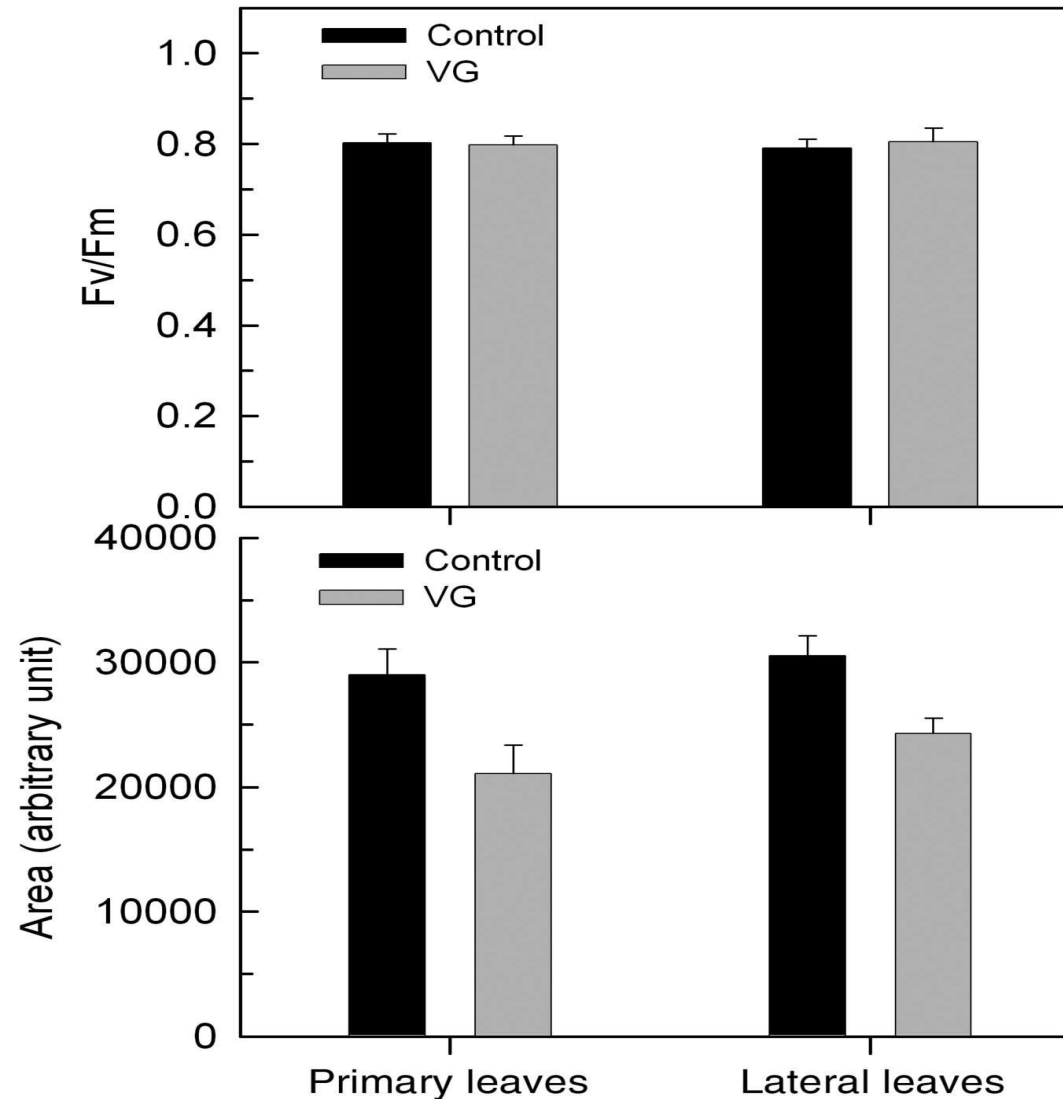 Control
VG
1.0
0.8
0.6
0.4
0.2
0.0
Fv/Fm
Control
VG
40000
30000
20000
10000
0
Area (arbitrary unit)
Primary leaves
Lateral leaves